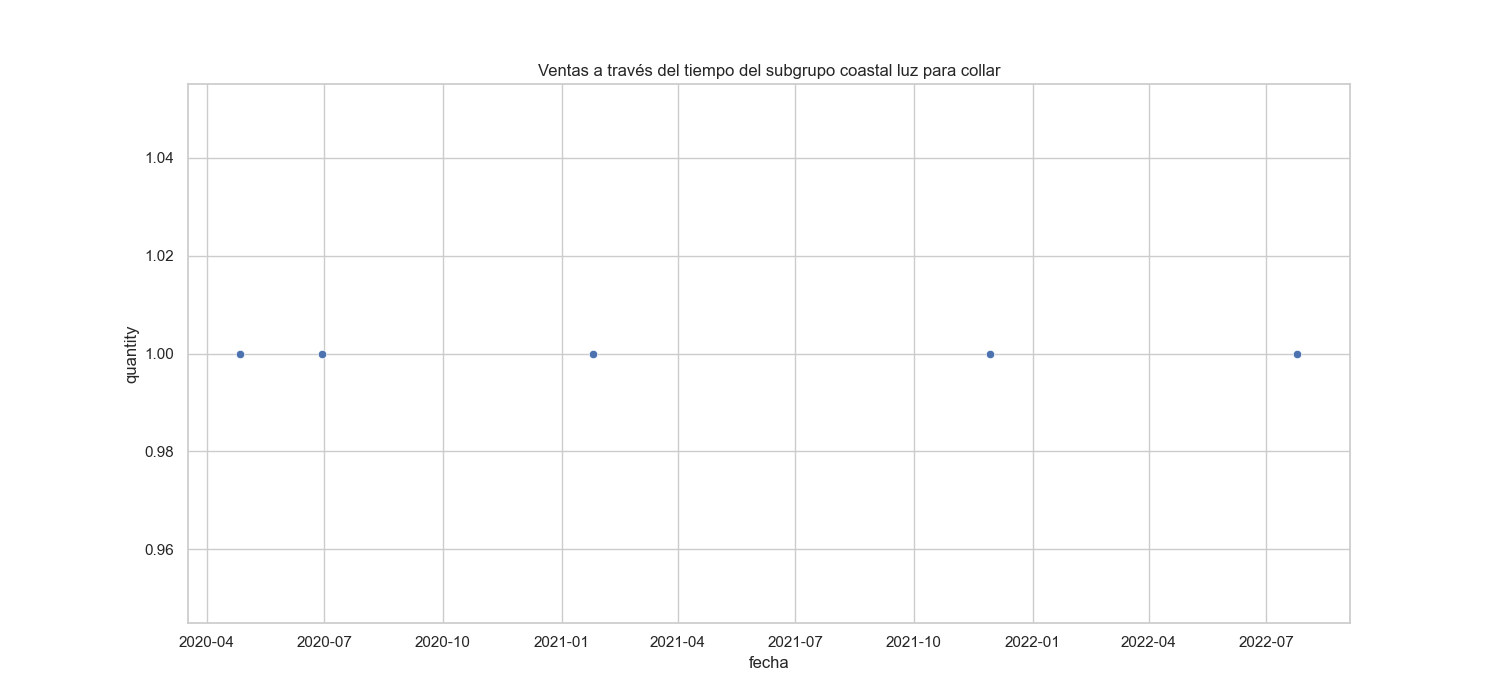 Ventas a través del tiempo del subgrupo coastal luz para collar
1.04
1.02
1.00
0.98
0.96
quantity
2020-04 2020-07 2020-10 2021-01 2021-04 2021-07 2021-10 2022-01 2022-04 2022-07
fecha